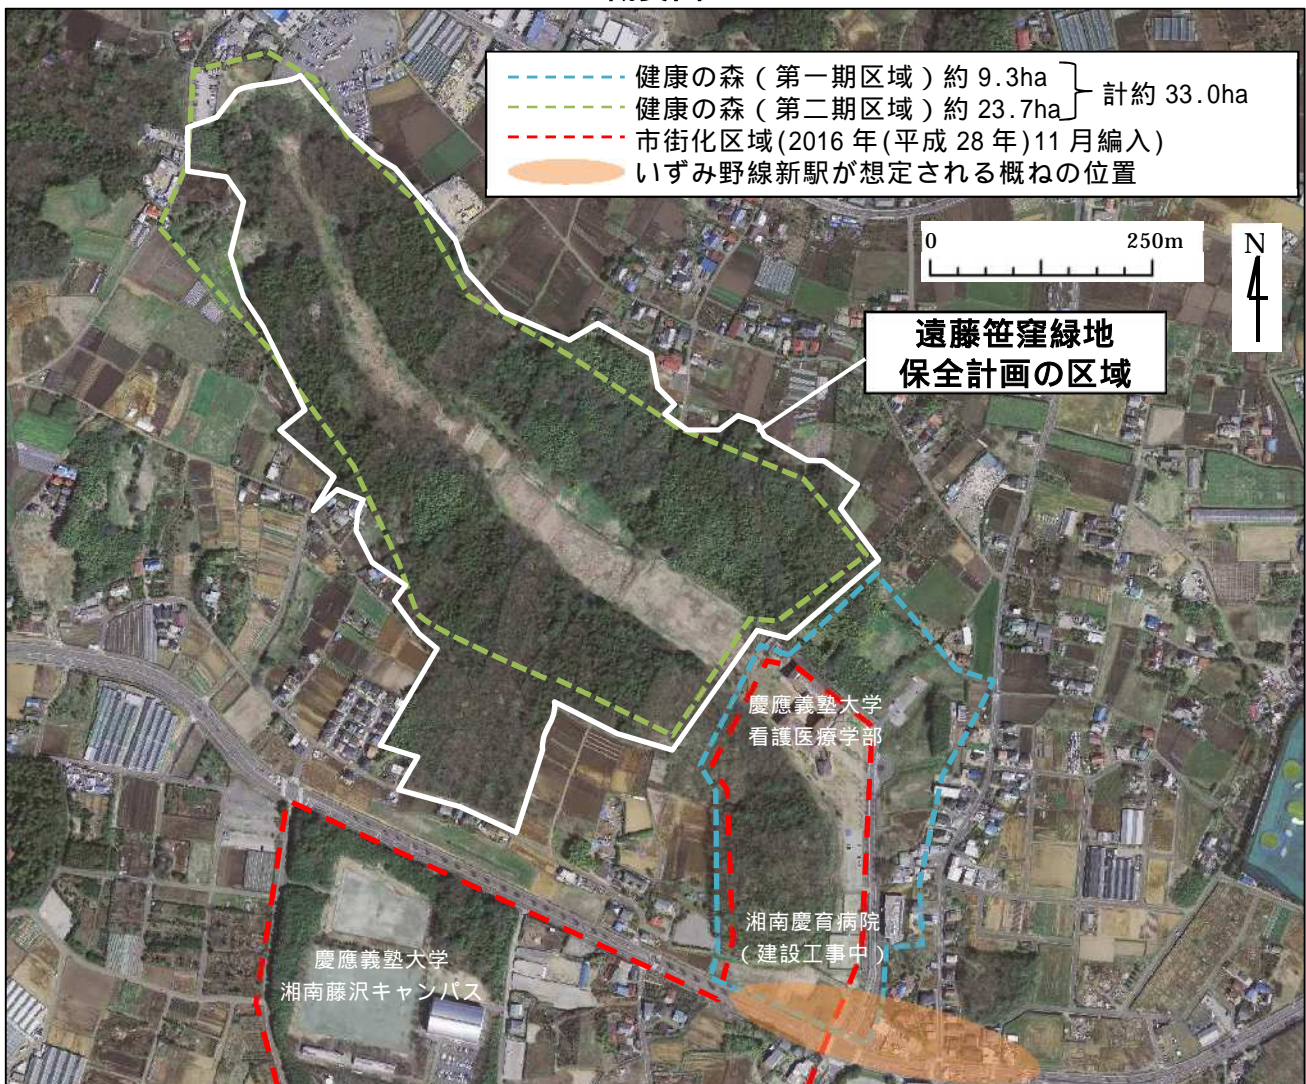 健康の森（第一期区域）約 9.3ha
健康の森（第二期区域）約 23.7ha
計約 33.0ha
市街化区域(2016 年(平成 28 年)11 月編入)
いずみ野線新駅が想定される概ねの位置
0 250m
N
遠藤笹窪緑地
保全計画の区域
慶應義塾大学
看護医療学部
湘南慶育病院
（建設工事中）
慶應義塾大学
湘南藤沢キャンパス